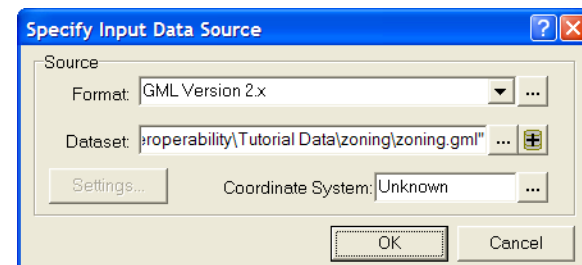 Specify Input Data Source
Source
Format: GML Version 2.x ...
Dataset: eroperability\Tutorial Data\zoning\zoning.gml" ...
Settings... Coordinate System: Unknown ...
OK Cancel